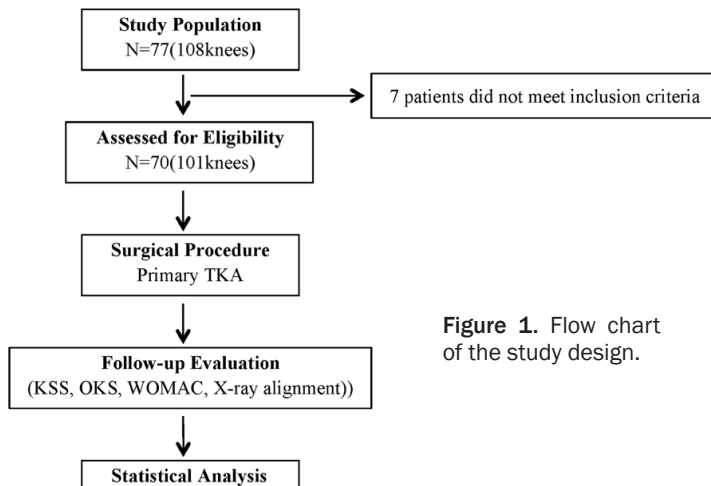 Study Population
N=77(108knees)
7 patients did not meet inclusion criteria
Assessed for Eligibility
N=70(101knees)
Surgical Procedure
Primary TKA
Follow-up Evaluation
(KSS, OKS, WOMAC, X-ray alignment))
Statistical Analysis
Figure 1. Flow chart
of the study design.